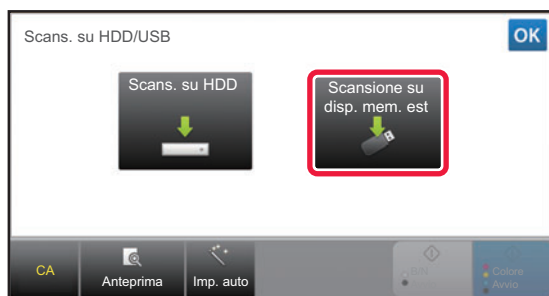 Scans. su HDD/USB
OK
Scans. su HDD
Scansione su
disp. mem. est
CA
Anteprima
Imp. auto
BN
Colore
Avvio